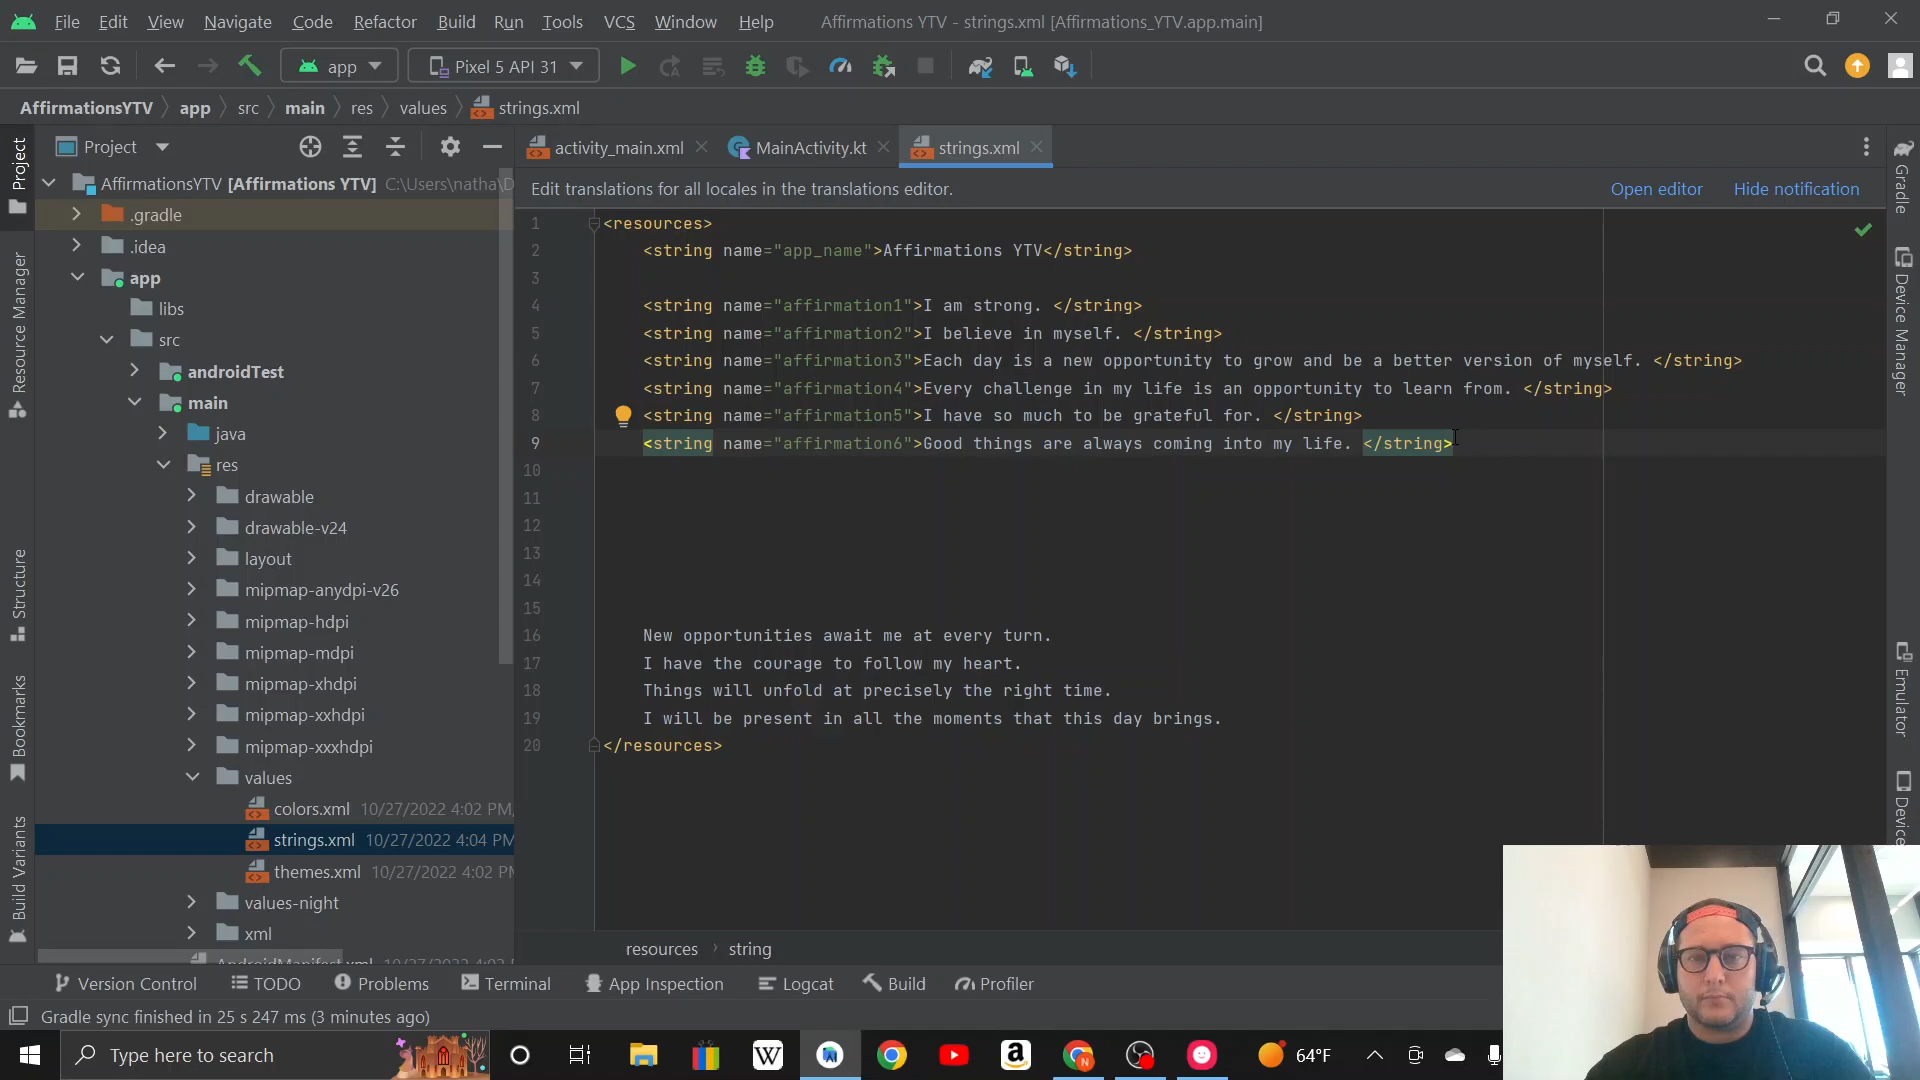 File Edit View Navigate Code Refactor Build Run Tools VCS Window Help Affirmations YTV - strings.xml [Affirmations_YTV.app.main]
app Pixel 5 API 31
AffirmationsYTV app src main res values strings.xml
Project
activity_main.xml MainActivity.kt strings.xml
Edit translations for all locales in the translations editor. Open editor Hide notification
AffirmationsYTV [Affirmations YTV] C:\Users\natha\D
.gradle
.idea
app
libs
src
androidTest
main
java
res
drawable
drawable-v24
layout
mipmap-anydpi-v26
mipmap-hdpi
mipmap-mdpi
mipmap-xhdpi
mipmap-xxhdpi
mipmap-xxxhdpi
values
colors.xml 10/27/2022 4:02 PM,
strings.xml 10/27/2022 4:04 PM
themes.xml 10/27/2022 4:02 P
values-night
xml
1 <resources>
2 <string name="app_name">Affirmations YTV</string>
3
4 <string name="affirmation1">I am strong. </string>
5 <string name="affirmation2">I believe in myself. </string>
6 <string name="affirmation3">Each day is a new opportunity to grow and be a better version of myself. </string>
7 <string name="affirmation4">Every challenge in my life is an opportunity to learn from. </string>
8 <string name="affirmation5">I have so much to be grateful for. </string>
9 <string name="affirmation6">Good things are always coming into my life. </string>
10
11
12
13
14
15
16 New opportunities await me at every turn.
17 I have the courage to follow my heart.
18 Things will unfold at precisely the right time.
19 I will be present in all the moments that this day brings.
20 </resources>
resources string
Project
Resource Manager
Structure
Bookmarks
Build Variants
Gradle
Device Manager
Emulator
Device
Version Control TODO Problems Terminal App Inspection Logcat Build Profiler
Gradle sync finished in 25 s 247 ms (3 minutes ago)
Type here to search
64°F